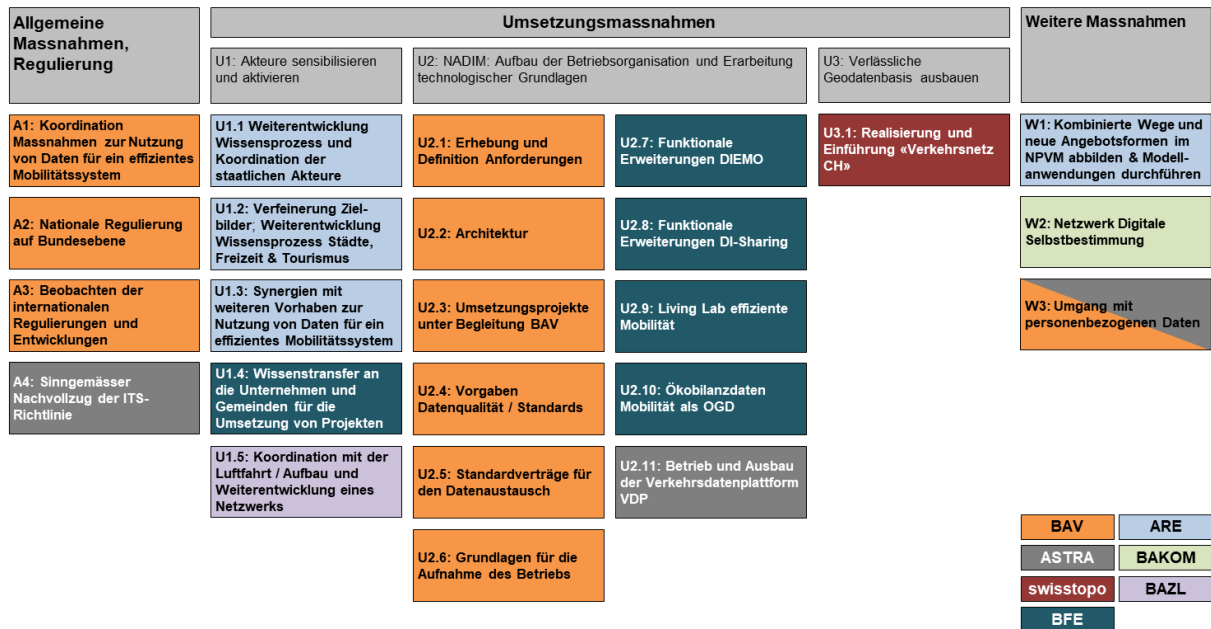 Allgemeine
Massnahmen,
Regulierung
Umsetzungsmassnahmen
Weitere Massnahmen
U1: Akteure sensibilisieren
und aktivieren
U2: NADIM: Aufbau der Betriebsorganisation und Erarbeitung
technologischer Grundlagen
U3: Verlässliche
Geodatenbasis ausbauen
A1: Koordination
Massnahmen zur Nutzung
von Daten für ein effizientes
Mobilitätssystem
A2: Nationale Regulierung
auf Bundesebene
A3: Beobachten der
internationalen
Regulierungen und
Entwicklungen
A4: Sinngemässer
Nachvollzug der ITS-
Richtlinie
U1.1 Weiterentwicklung
Wissensprozess und
Koordination der
staatlichen Akteure
U1.2: Verfeinerung Ziel-
bilder; Weiterentwicklung
Wissensprozess Städte,
Freizeit & Tourismus
U1.3: Synergien mit
weiteren Vorhaben zur
Nutzung von Daten für ein
effizientes Mobilitätssystem
U1.4: Wissenstransfer an
die Unternehmen und
Gemeinden für die
Umsetzung von Projekten
U1.5: Koordination mit der
Luftfahrt / Aufbau und
Weiterentwicklung eines
Netzwerks
U2.1: Erhebung und
Definition Anforderungen
U2.2: Architektur
U2.3: Umsetzungsprojekte
unter Begleitung BAV
U2.4: Vorgaben
Datenqualität / Standards
U2.5: Standardverträge für
den Datenaustausch
U2.6: Grundlagen für die
Aufnahme des Betriebs
U2.7: Funktionale
Erweiterungen DIEMO
U2.8: Funktionale
Erweiterungen DI-Sharing
U2.9: Living Lab effiziente
Mobilität
U2.10: Ökobilanzdaten
Mobilität als OGD
U2.11: Betrieb und Ausbau
der Verkehrsdatenplattform
VDP
U3.1: Realisierung und
Einführung «Verkehrsnetz
CH»
W1: Kombinierte Wege und
neue Angebotsformen im
NPVM abbilden & Modell-
anwendungen durchführen
W2: Netzwerk Digitale
Selbstbestimmung
W3: Umgang mit
personenbezogenen Daten
BAV
ARE
ASTRA
BAKOM
swisstopo
BAZL
BFE